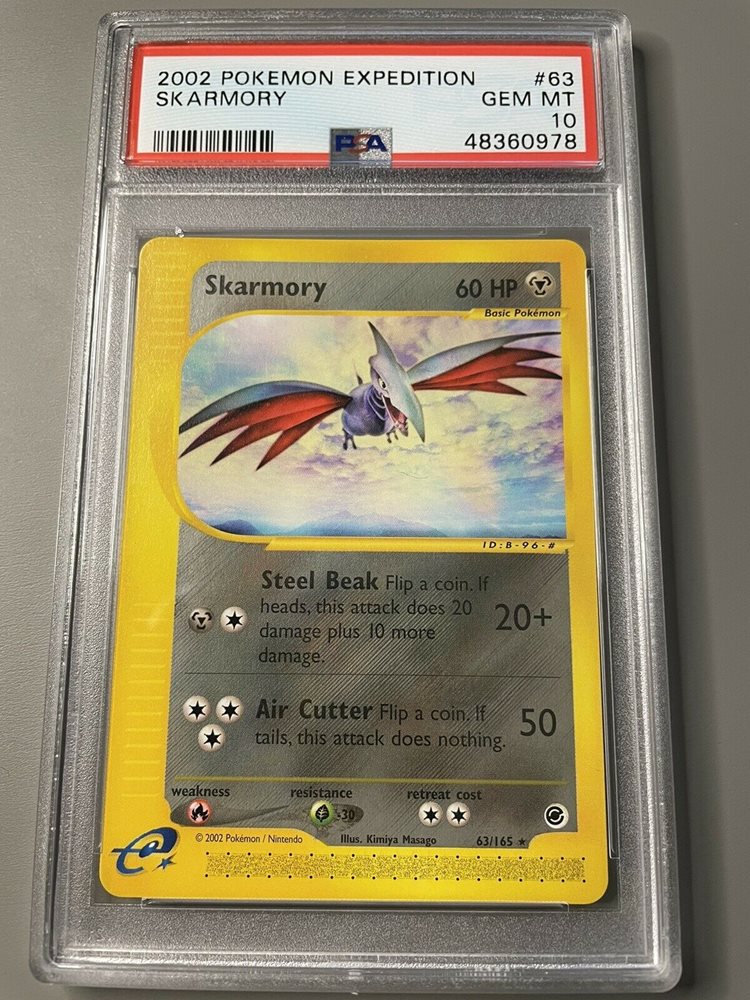 2002 POKEMON EXPEDITION #63
SKARMORY GEM MT
10
PSA 48360978
Skarmory 60 HP
Basic Pokémon
ID:B-96-#
Steel Beak Flip a coin. If
heads, this attack does 20
damage plus 10 more
damage.
20+
Air Cutter Flip a coin. If
tails, this attack does nothing.
50
weakness resistance retreat cost
-30
© 2002 Pokémon / Nintendo Illus. Kimiya Masago 63/165 ★
e